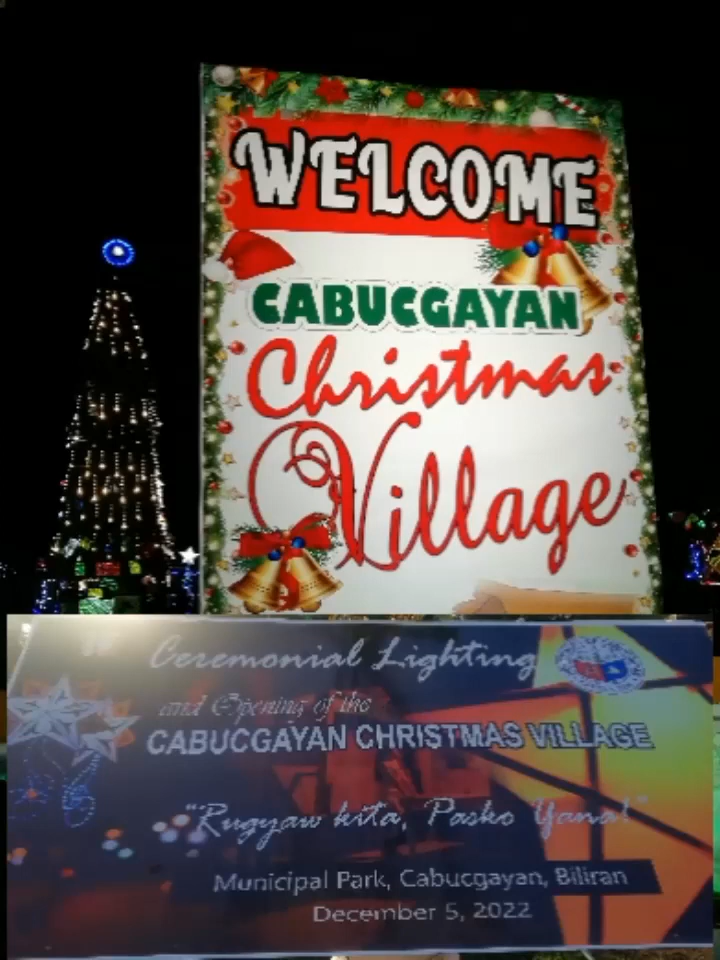 WELCOME
CABUCGAYAN
Christmas
Village
Ceremonial Lighting
and Opening of the
CABUCGAYAN CHRISTMAS VILLAGE
"Rugyaw kita, Pasko Yana!"
Municipal Park, Cabucgayan, Biliran
December 5, 2022